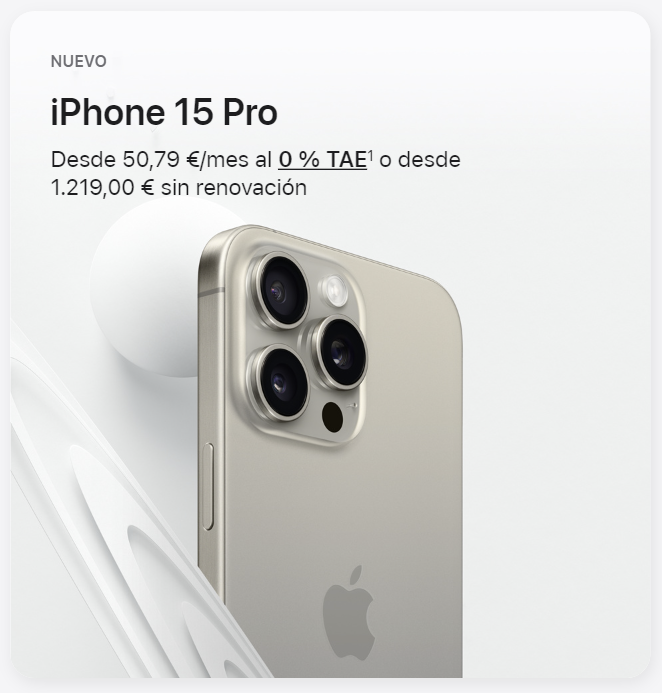 NUEVO
iPhone 15 Pro
Desde 50,79 €/mes al 0 % TAE¹ o desde
1.219,00 € sin renovación